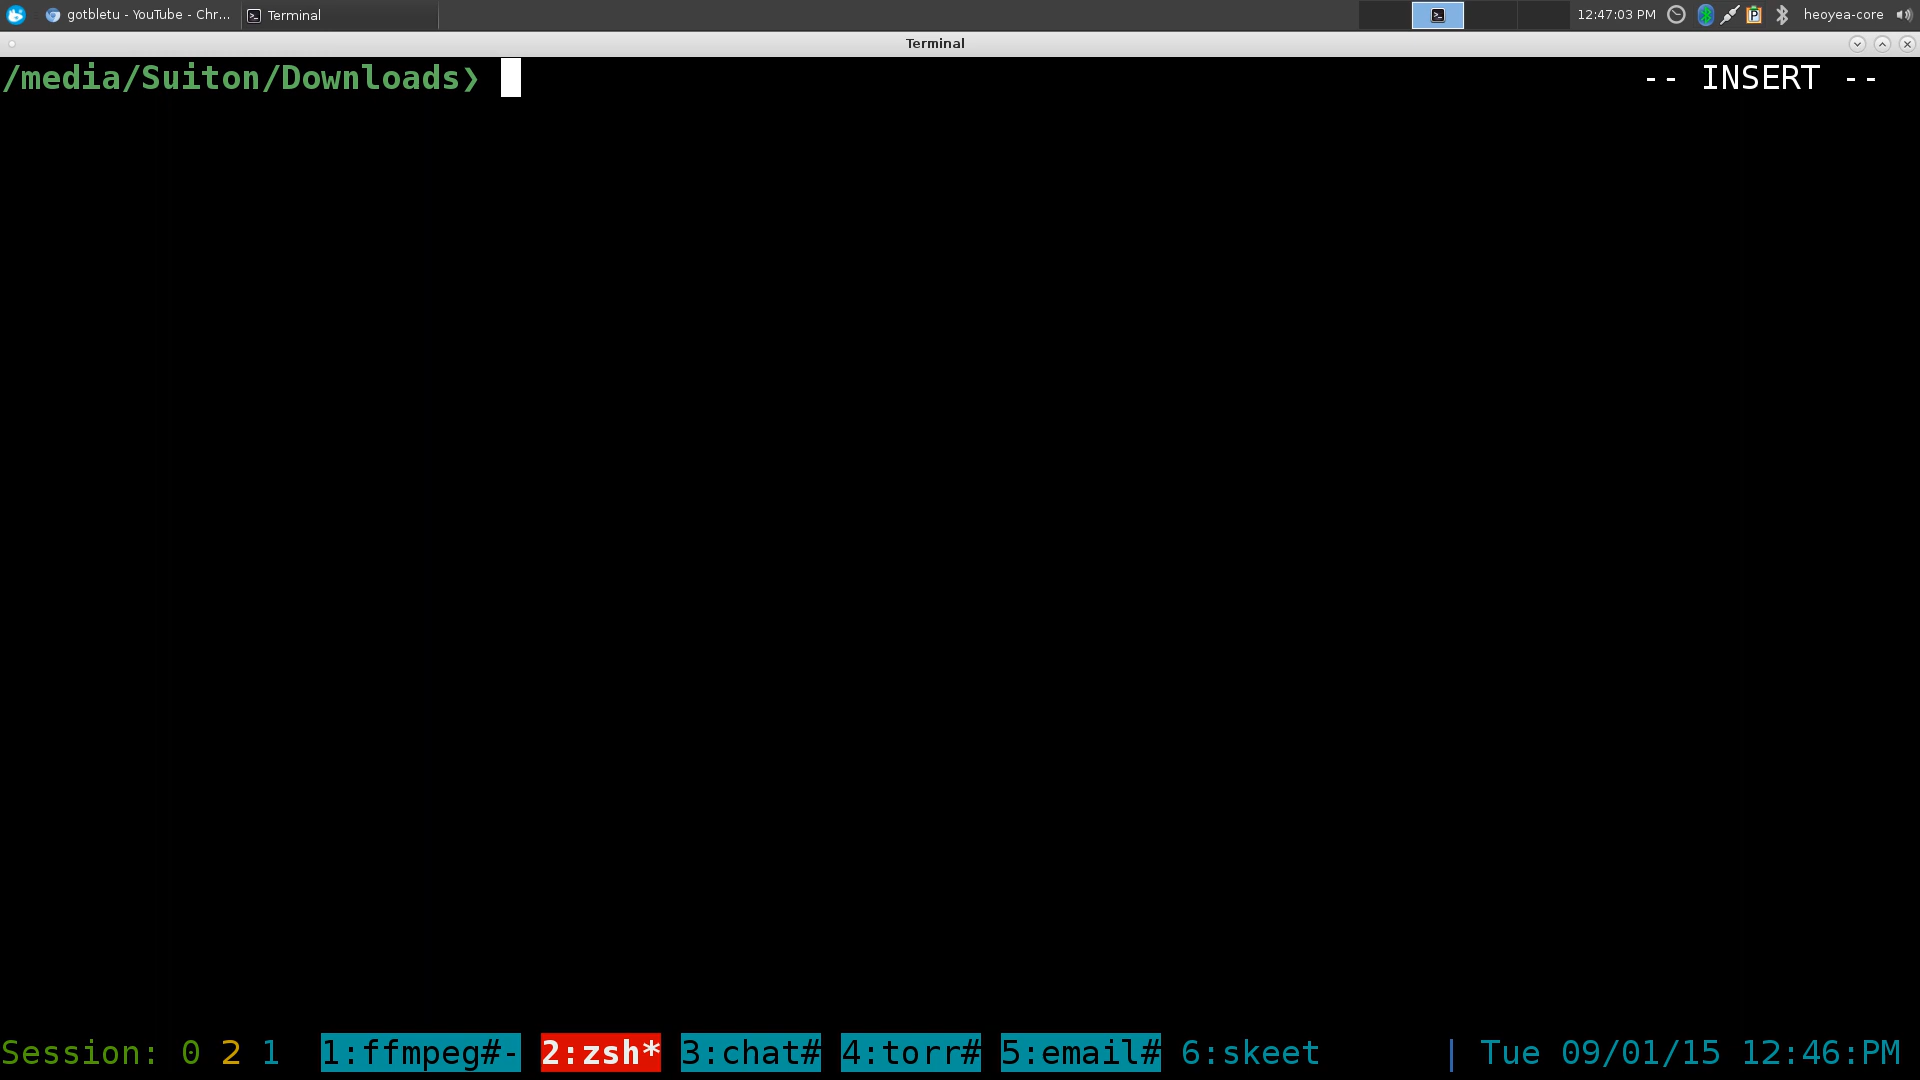 gotbletu - YouTube - Chr... Terminal 12:47:03 PM heoyea-core
Terminal
/media/Suiton/Downloads❯ -- INSERT --
Session: 0 2 1 1:ffmpeg#- 2:zsh* 3:chat# 4:torr# 5:email# 6:skeet | Tue 09/01/15 12:46:PM